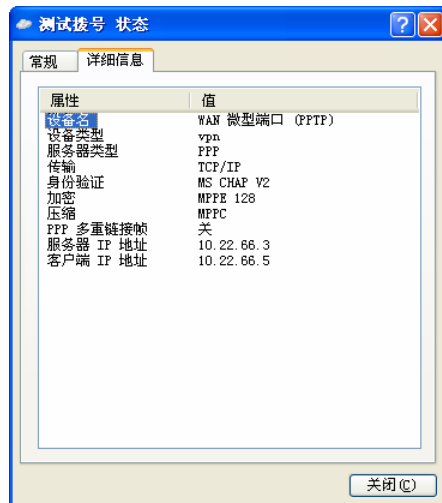 测试拨号 状态
常规 详细信息
属性 值
设备名 WAN 微型端口 (PPTP)
设备类型 vpn
服务器类型 PPP
传输 TCP/IP
身份验证 MS CHAP V2
加密 MPPE 128
压缩 MPPC
PPP 多重链接帧 关
服务器 IP 地址 10.22.66.3
客户端 IP 地址 10.22.66.5
关闭(C)